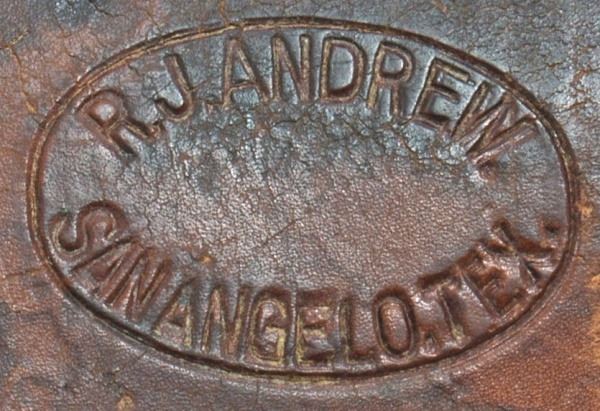 R.J. ANDREW.
SAN ANGELO, TEX.